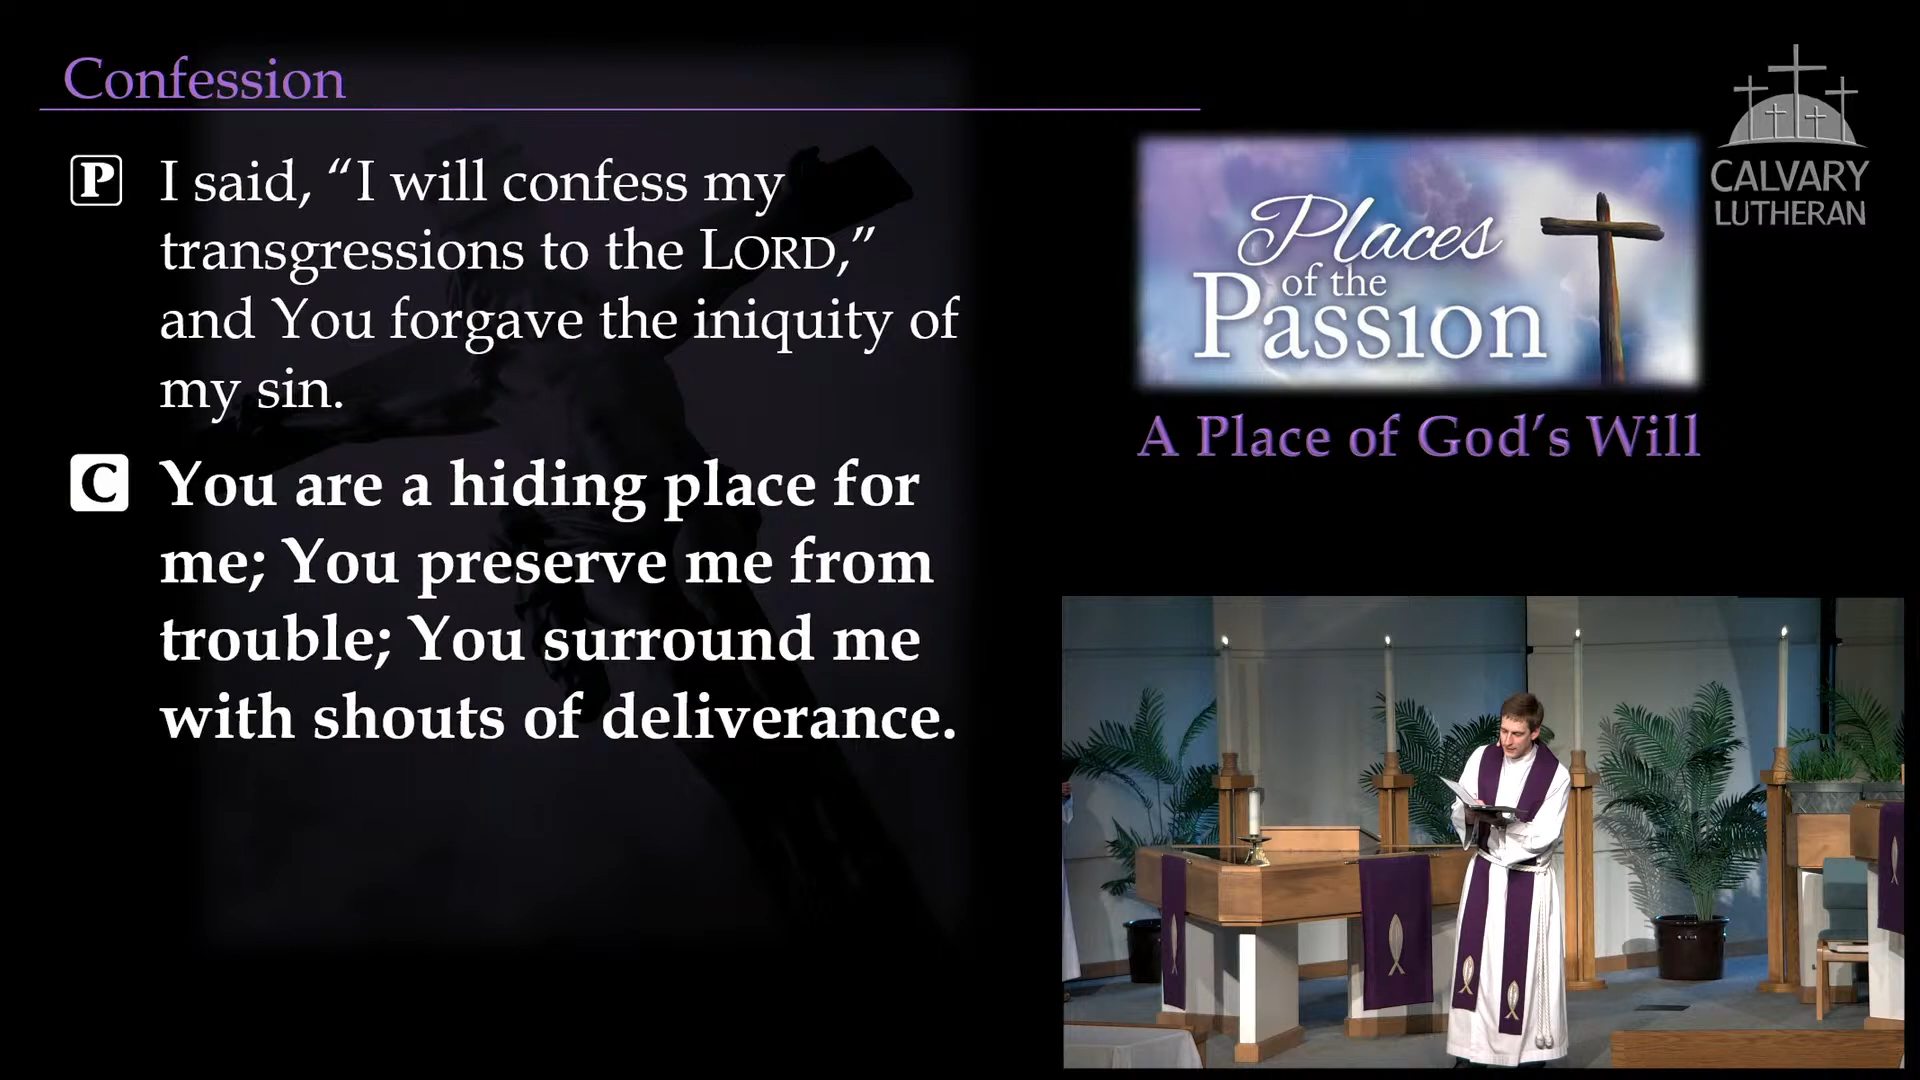 Confession
P I said, “I will confess my
transgressions to the LORD,”
and You forgave the iniquity of
my sin.
C You are a hiding place for
me; You preserve me from
trouble; You surround me
with shouts of deliverance.
Places
of the
Passion
A Place of God’s Will
CALVARY
LUTHERAN